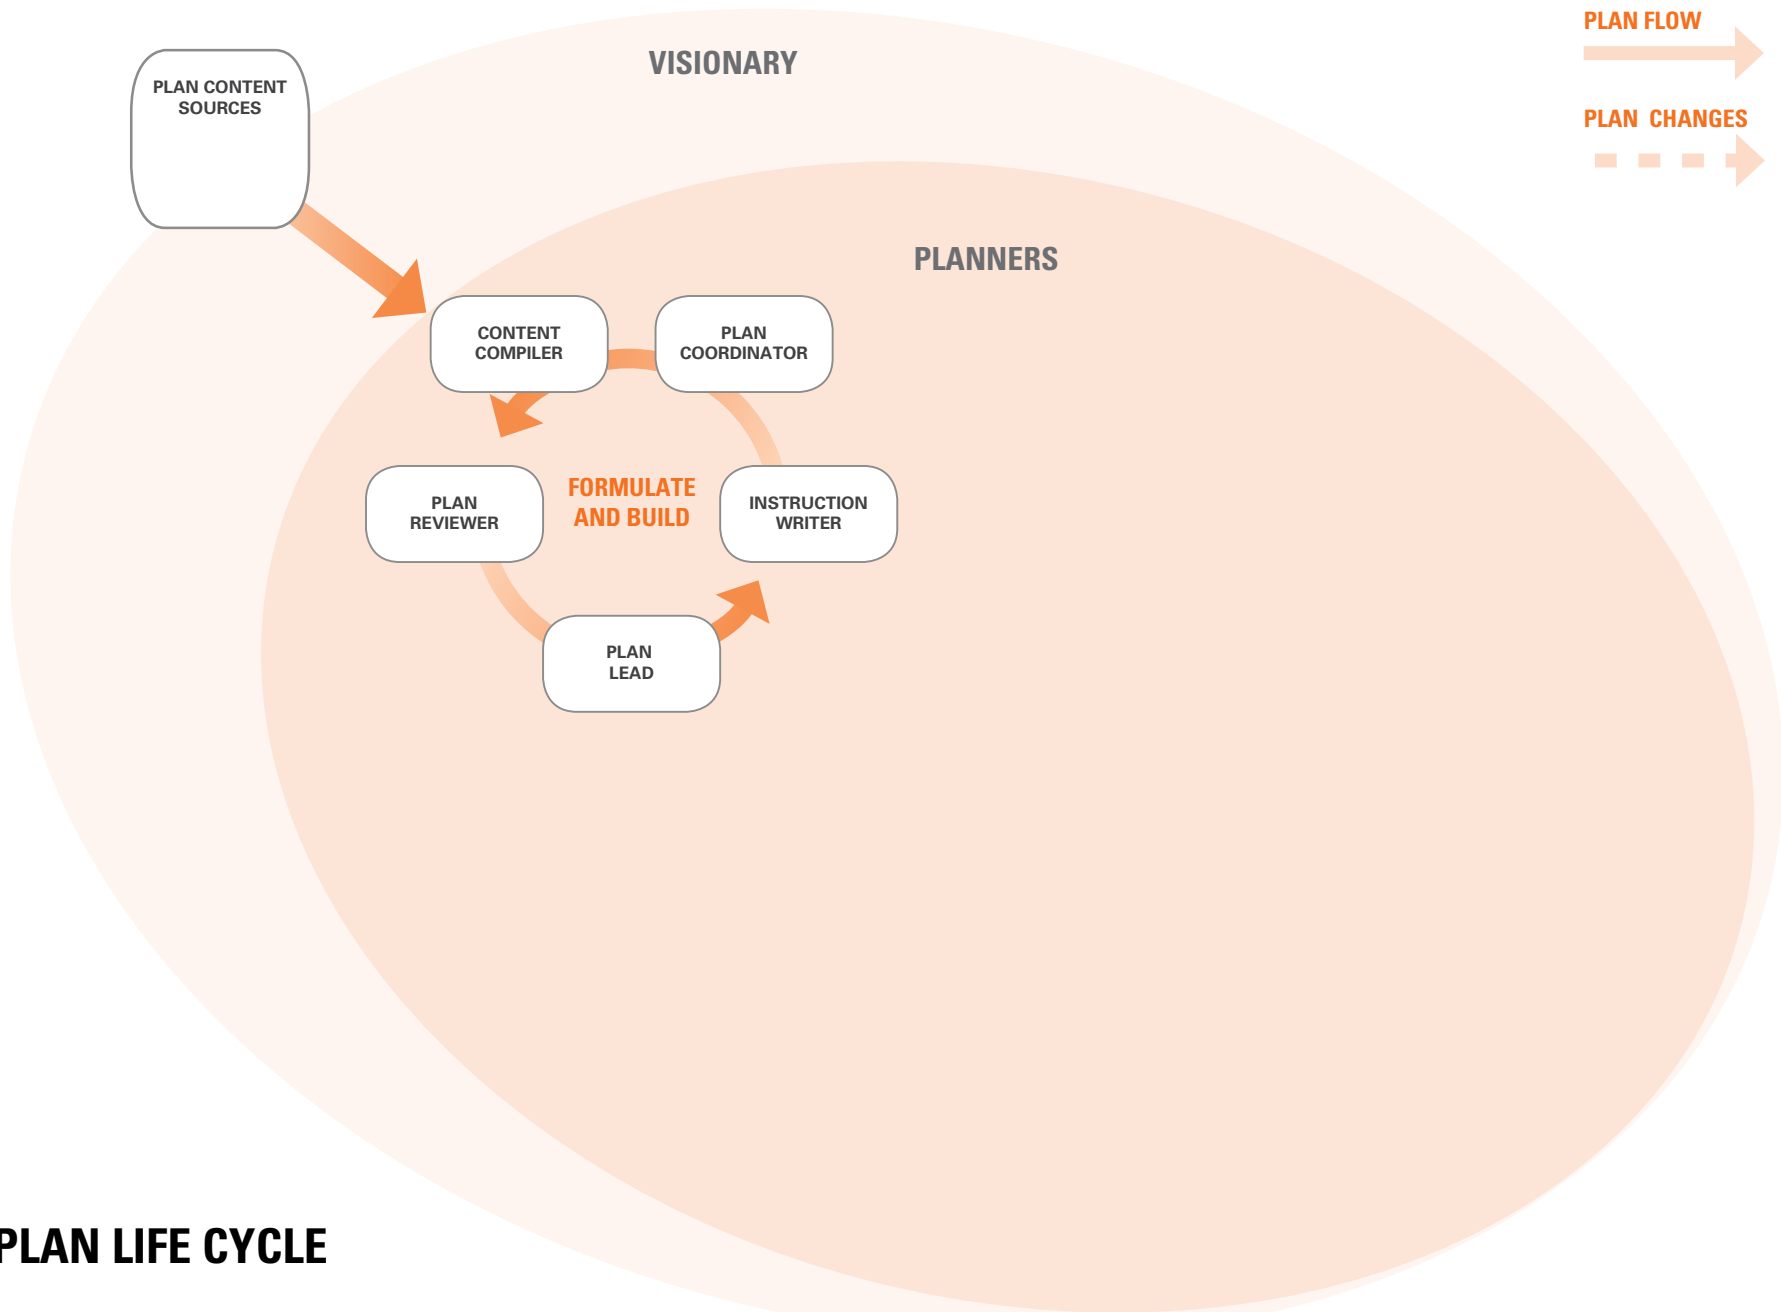 PLAN FLOW
PLAN CHANGES
VISIONARY
PLAN CONTENT
SOURCES
PLANNERS
CONTENT
COMPILER
PLAN
COORDINATOR
PLAN
REVIEWER
FORMULATE
AND BUILD
INSTRUCTION
WRITER
PLAN
LEAD
PLAN LIFE CYCLE